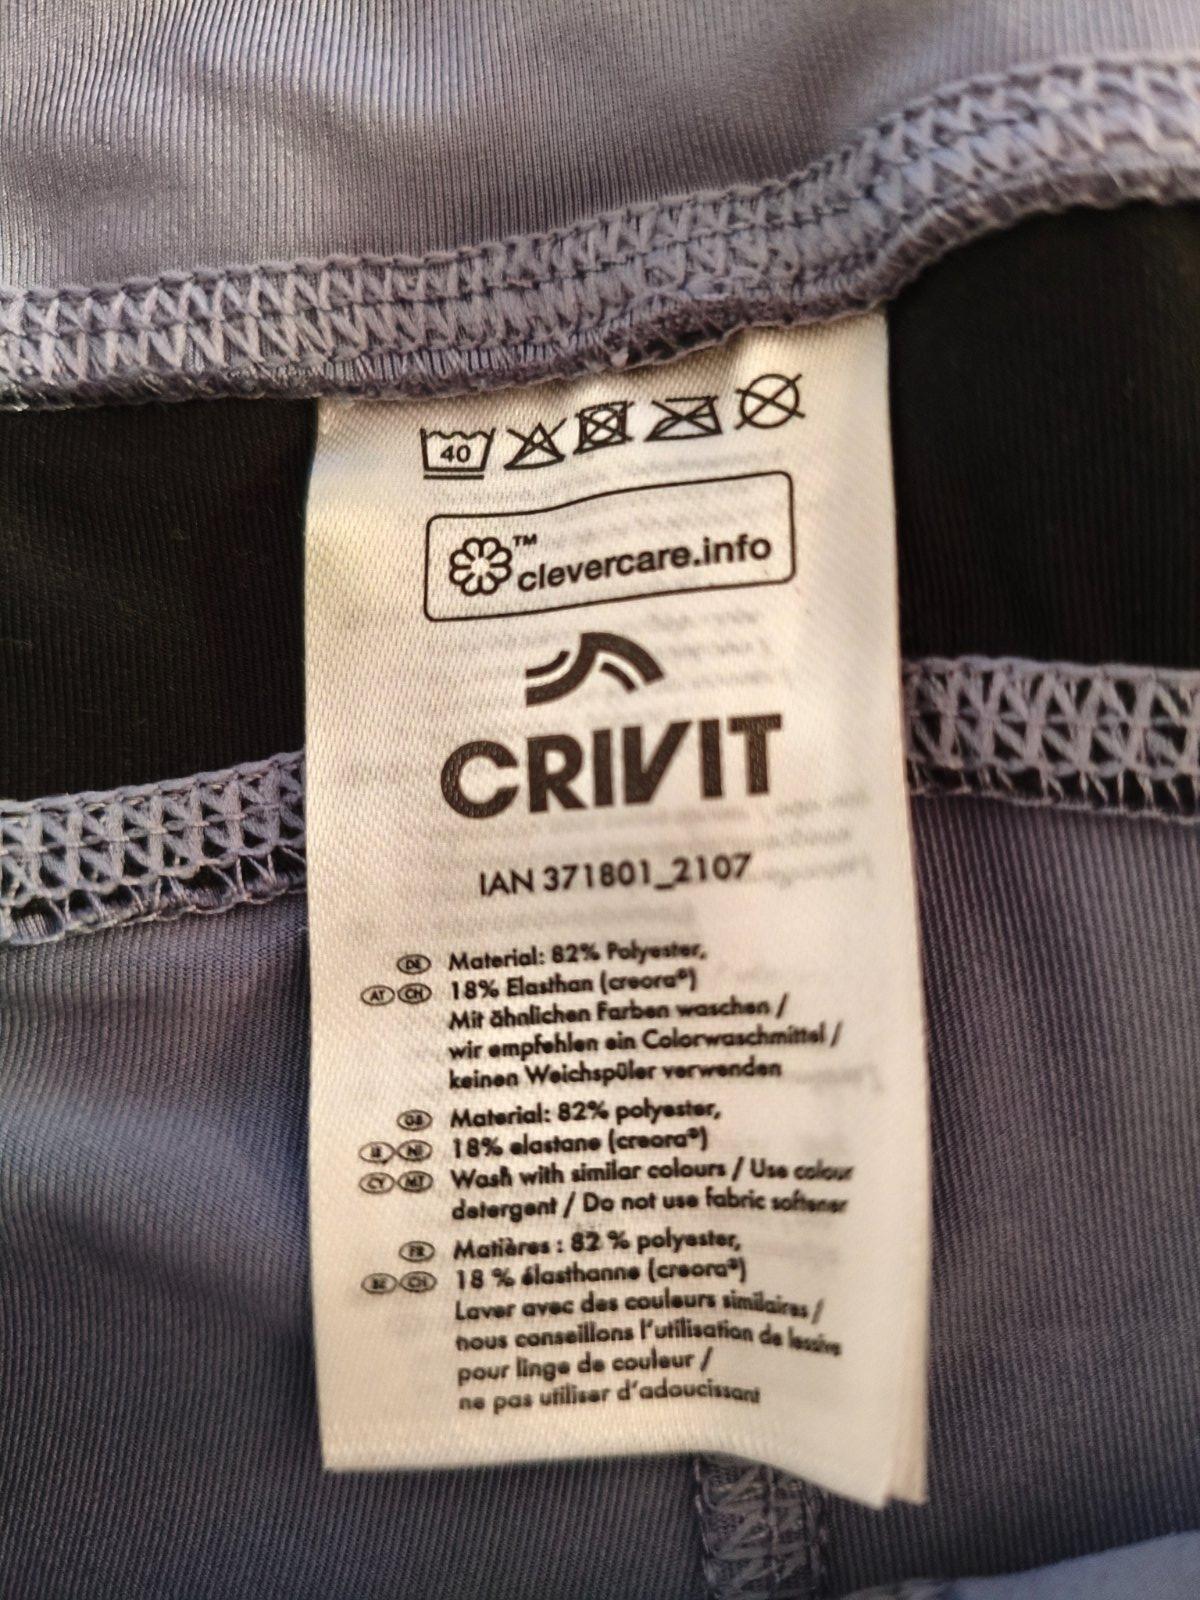 40
™
clevercare.info
CRIVIT
IAN 371801_2107
DE Material: 82% Polyester,
AT CH 18% Elasthan (creora®)
Mit ähnlichen Farben waschen /
wir empfehlen ein Colorwaschmittel /
keinen Weichspüler verwenden
GB Material: 82% polyester,
IE NI 18% elastane (creora®)
CY MT Wash with similar colours / Use colour
detergent / Do not use fabric softener
FR Matières : 82 % polyester,
BE CH 18 % élasthanne (creora®)
Laver avec des couleurs similaires /
nous conseillons l'utilisation de lessive
pour linge de couleur /
ne pas utiliser d'adoucissant